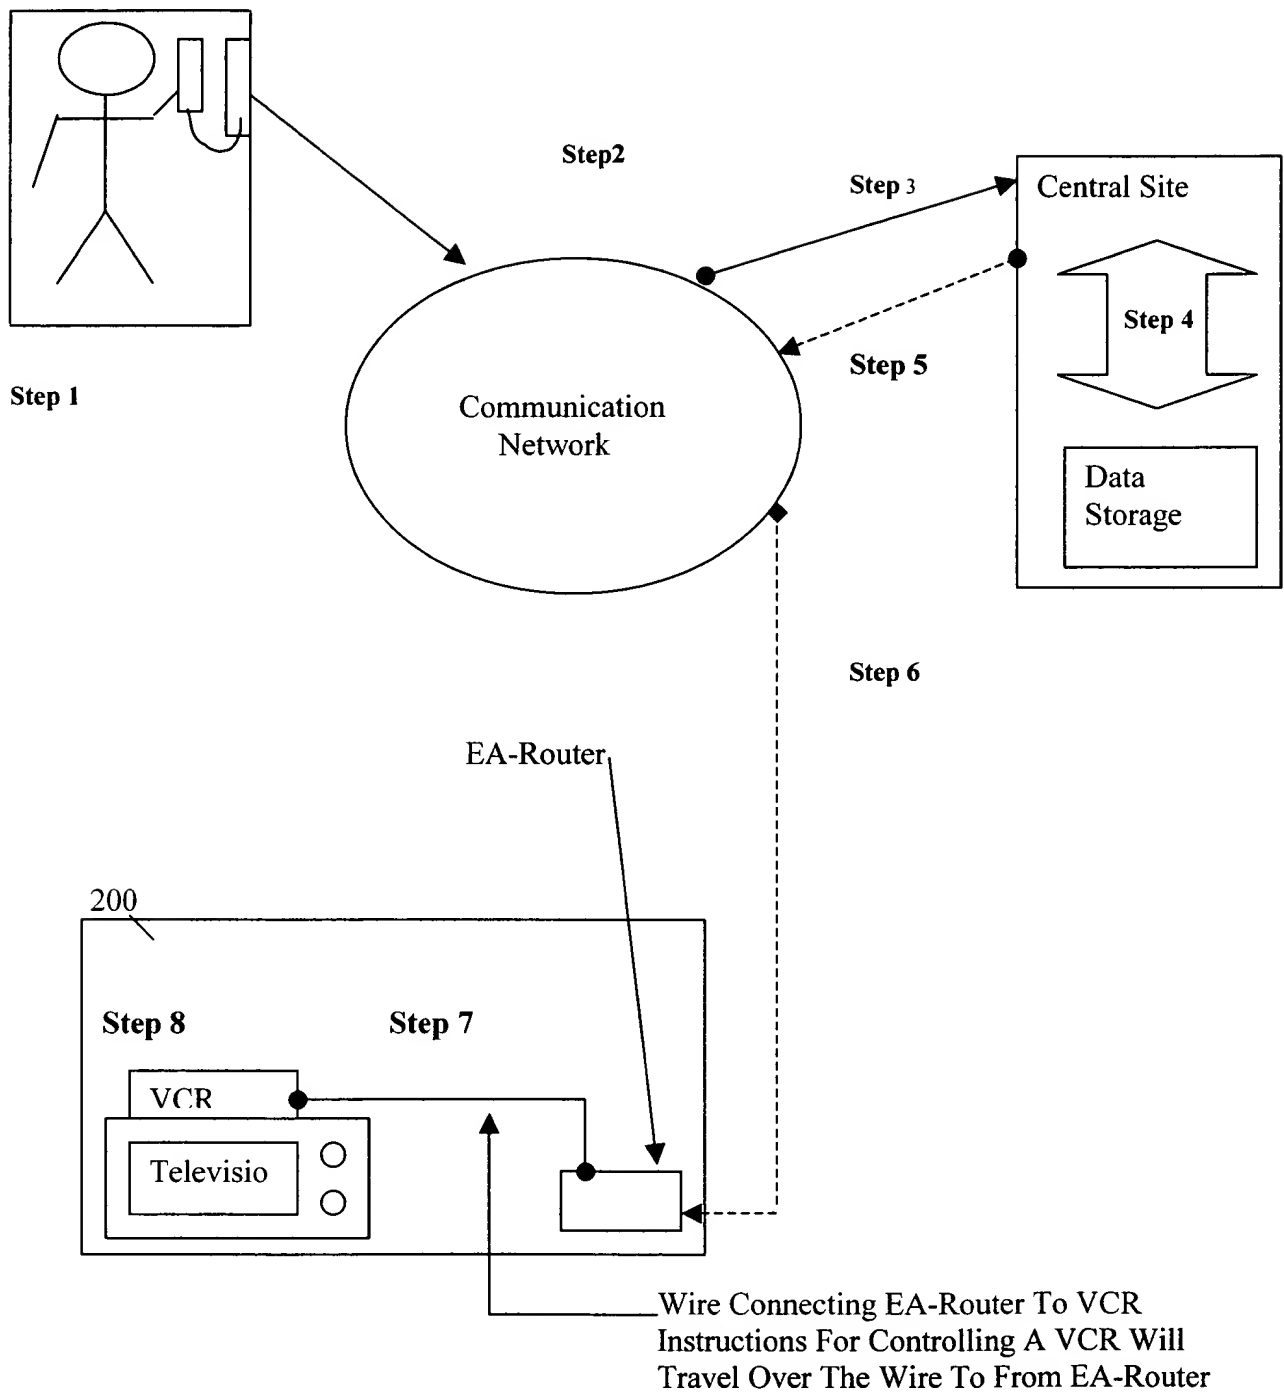 Step2
Step 3
Central Site
Step 4
Step 5
Step 1
Communication
Network
Data
Storage
Step 6
EA-Router
200
Step 8
Step 7
VCR
Televisio
Wire Connecting EA-Router To VCR
Instructions For Controlling A VCR Will
Travel Over The Wire To From EA-Router